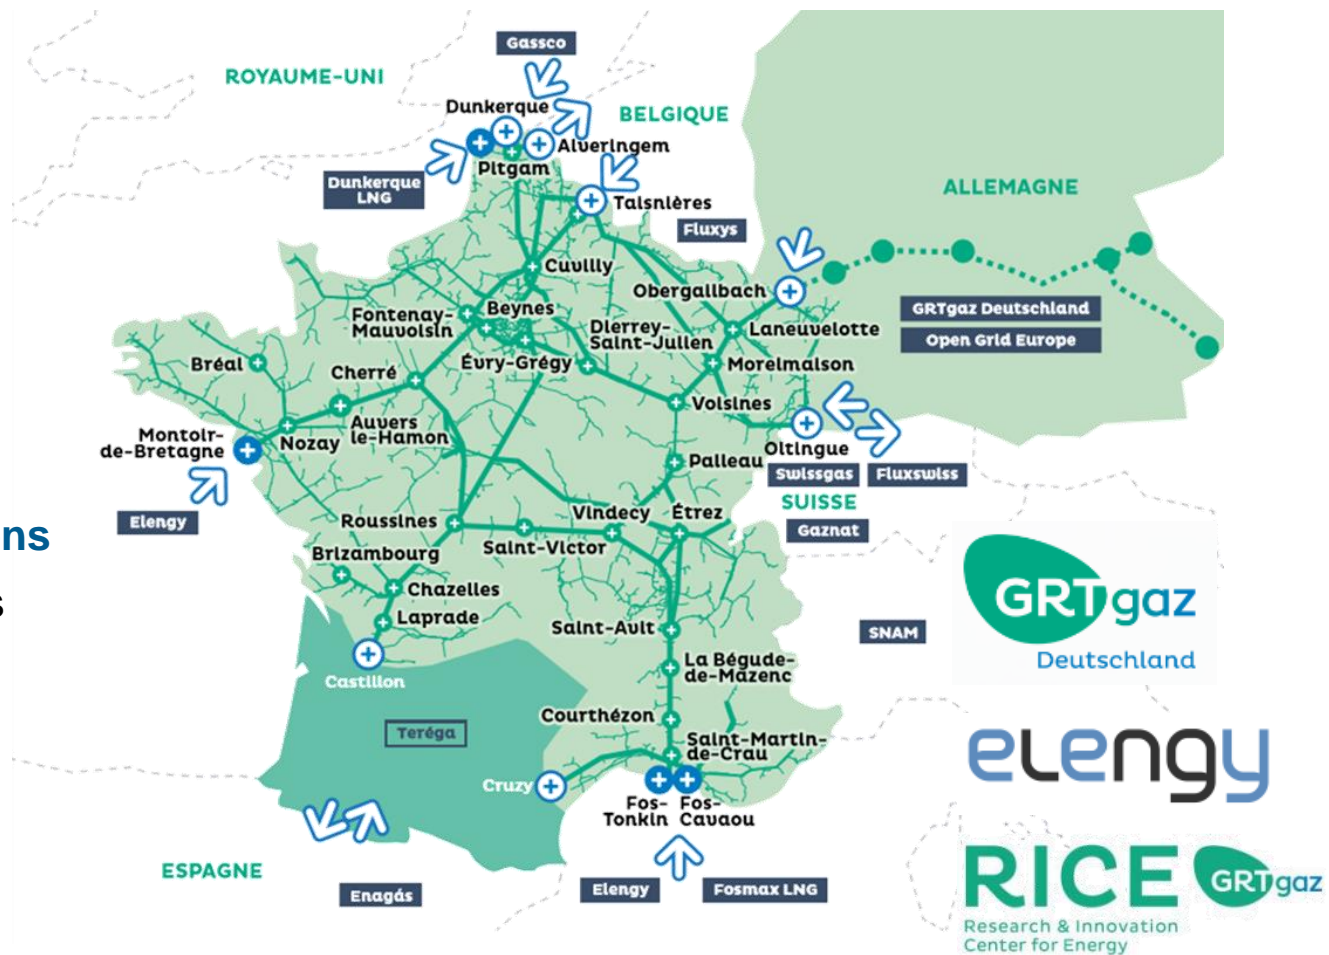 Gassco
ROYAUME-UNI
Dunkerque
BELGIQUE
Alveringem
Pitgam
Dunkerque
LNG
ALLEMAGNE
Taisnières
Fluxys
Cuvilly
Obergailbach
Beynes
Fontenay-
Mauvoisin
GRTgaz Deutschland
Dierrey-
Saint-Julien
Laneuvelotte
Open Grid Europe
Bréal
Évry-Grégy
Morelmaison
Cherré
Voisines
Auvers
le-Hamon
Montoir-
de-Bretagne
Nozay
Oltingue
Palleau
Swissgas
Fluxswiss
SUISSE
Elengy
Roussines
Vindecy
Étrez
Gaznat
ns
Saint-Victor
Brizambourg
Chazelles
s
Laprade
GRTgaz
Deutschland
Saint-Avit
SNAM
La Bégude-
de-Mazenc
Castillon
Courthézon
Teréga
Saint-Martin-
de-Crau
elengy
Cruzy
Fos-
Tonkin
Fos-
Cavaou
ESPAGNE
Enagás
Elengy
Fosmax LNG
RICE
GRTgaz
Research & Innovation
Center for Energy